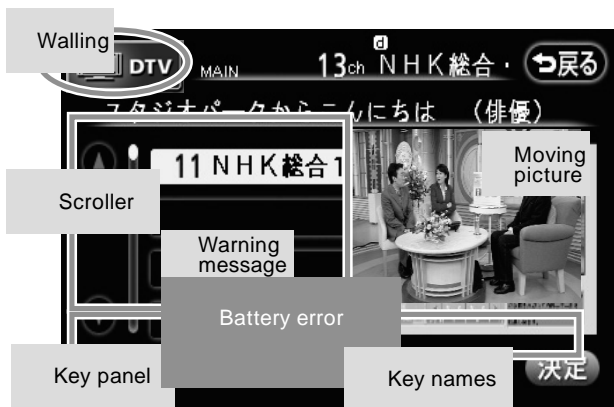 Walling
DTV
MAIN
13ch
d
NHK総合・
戻る
スタジオパークからこんにちは (俳優)
11 NHK総合1
Moving
picture
Scroller
Warning
message
Battery error
Key panel
Key names
決定